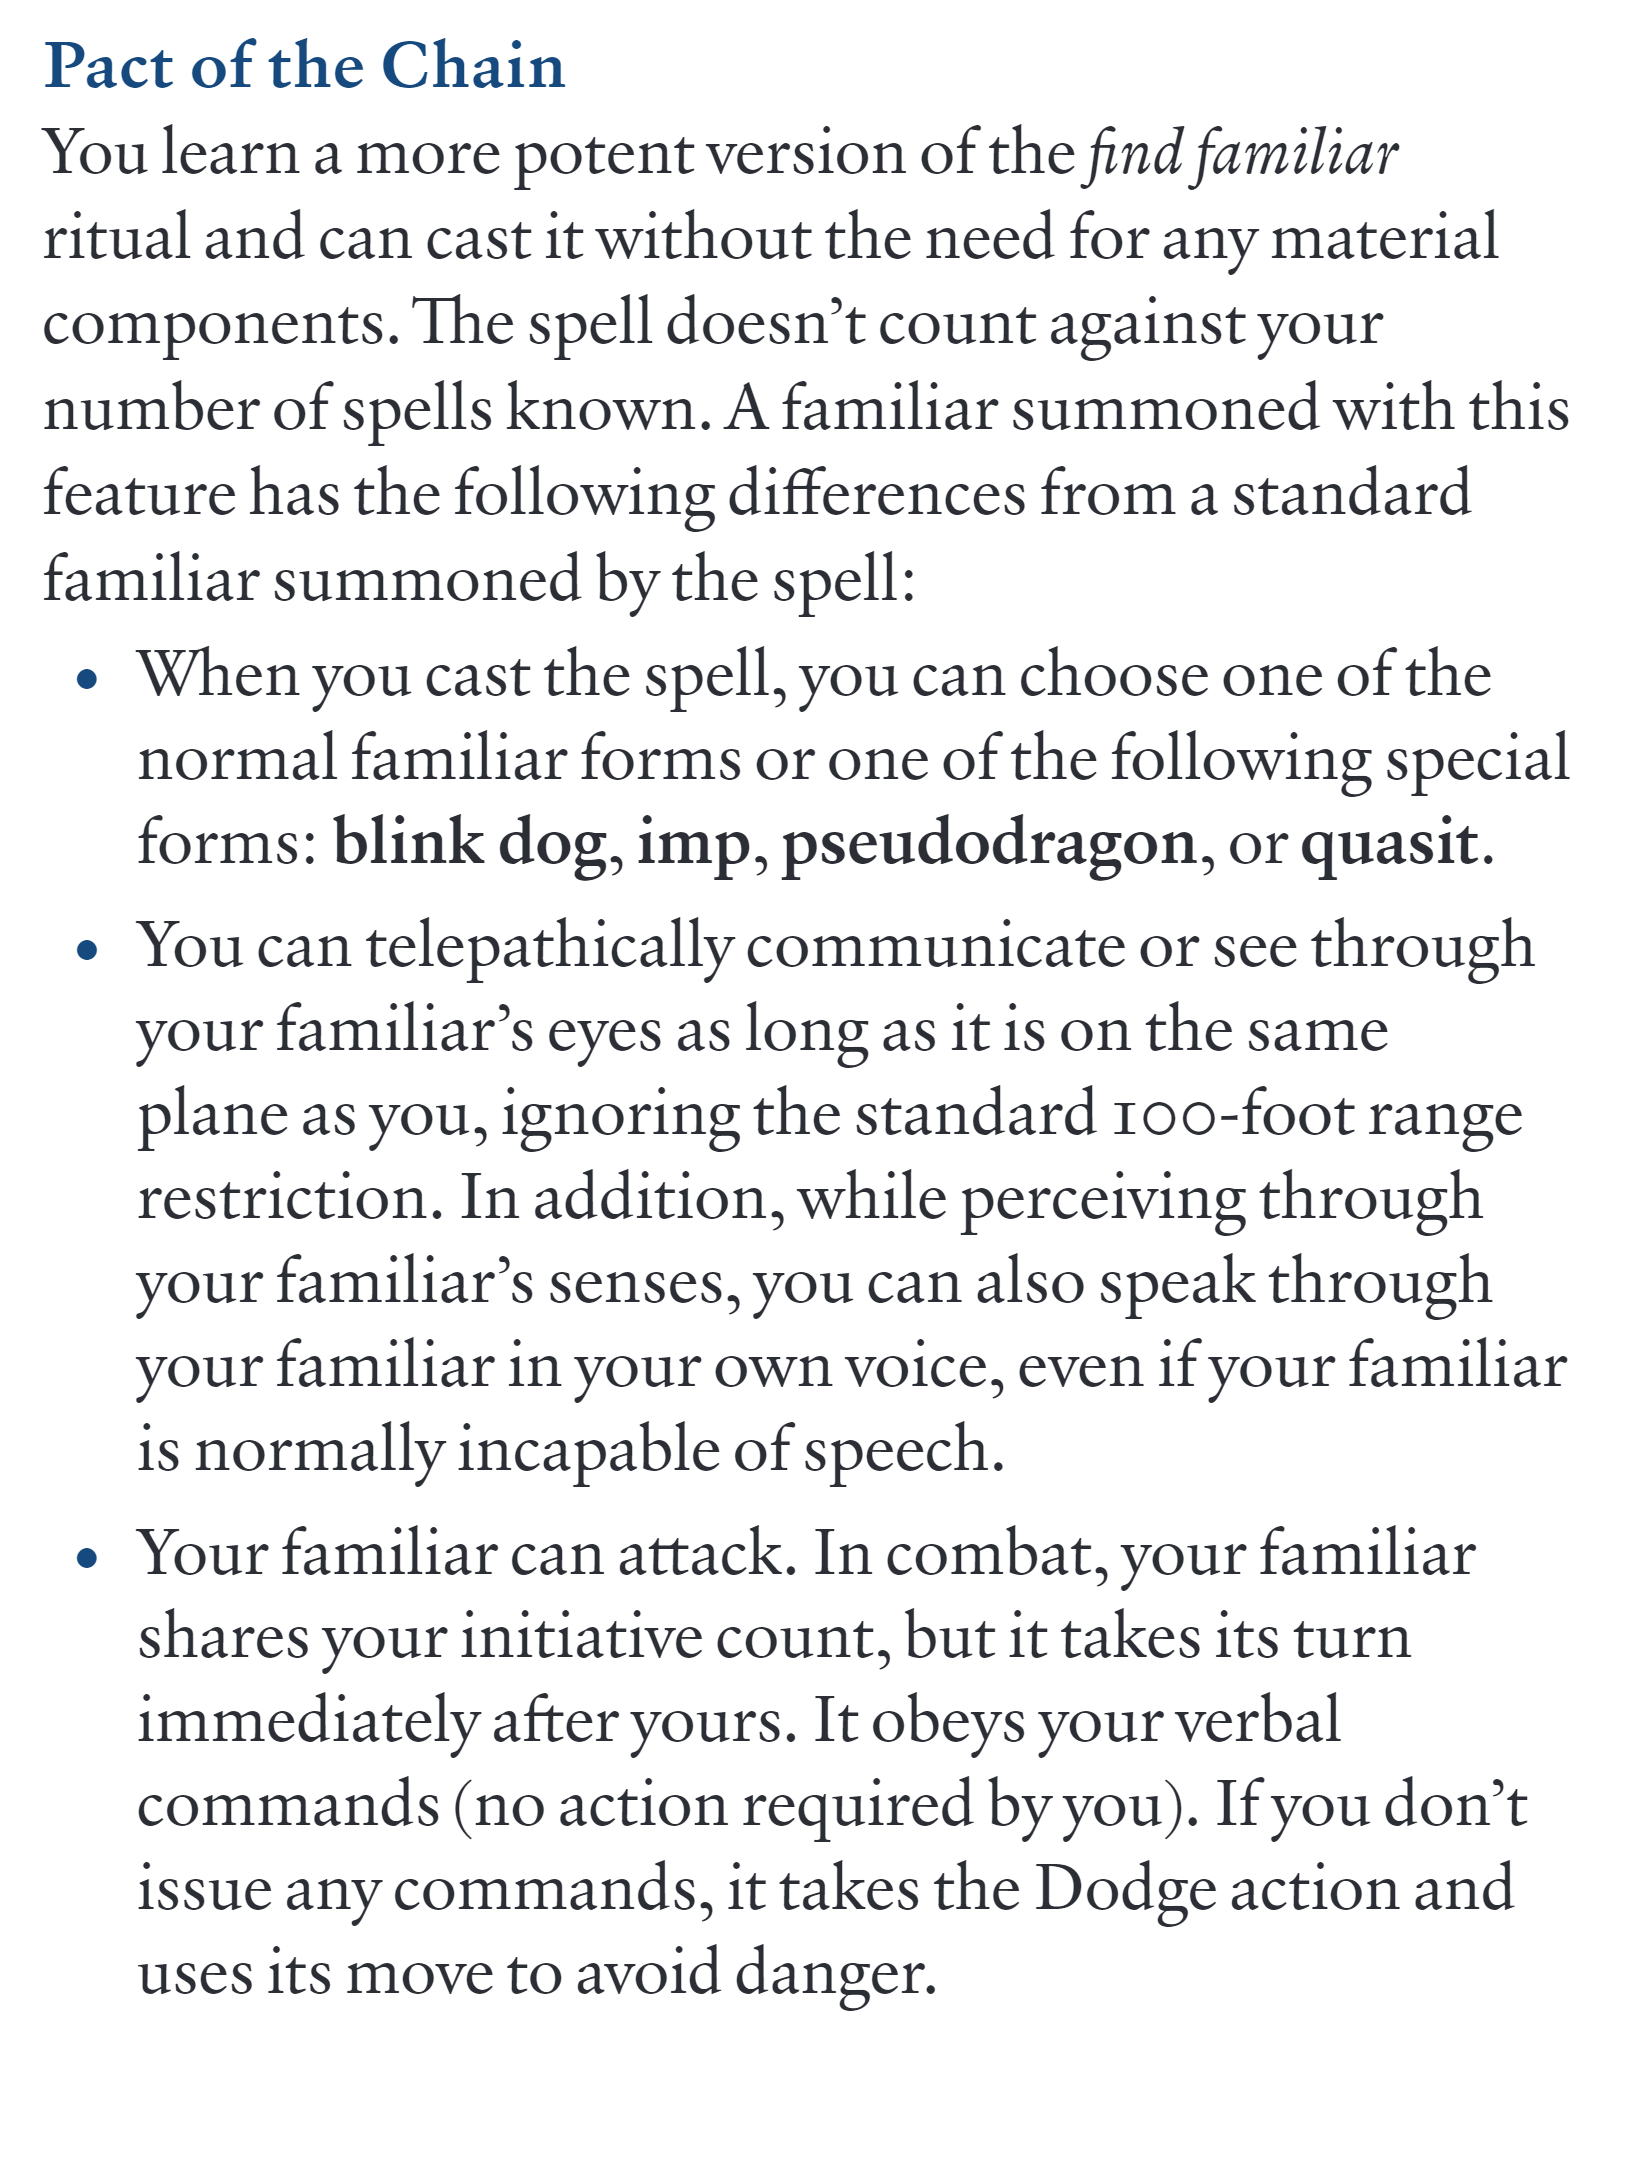 Pact of the Chain
You learn a more potent version of the find familiar
ritual and can cast it without the need for any material
components. The spell doesn’t count against your
number of spells known. A familiar summoned with this
feature has the following differences from a standard
familiar summoned by the spell:
• When you cast the spell, you can choose one of the
normal familiar forms or one of the following special
forms: blink dog, imp, pseudodragon, or quasit.
• You can telepathically communicate or see through
your familiar’s eyes as long as it is on the same
plane as you, ignoring the standard 100-foot range
restriction. In addition, while perceiving through
your familiar’s senses, you can also speak through
your familiar in your own voice, even if your familiar
is normally incapable of speech.
• Your familiar can attack. In combat, your familiar
shares your initiative count, but it takes its turn
immediately after yours. It obeys your verbal
commands (no action required by you). If you don’t
issue any commands, it takes the Dodge action and
uses its move to avoid danger.